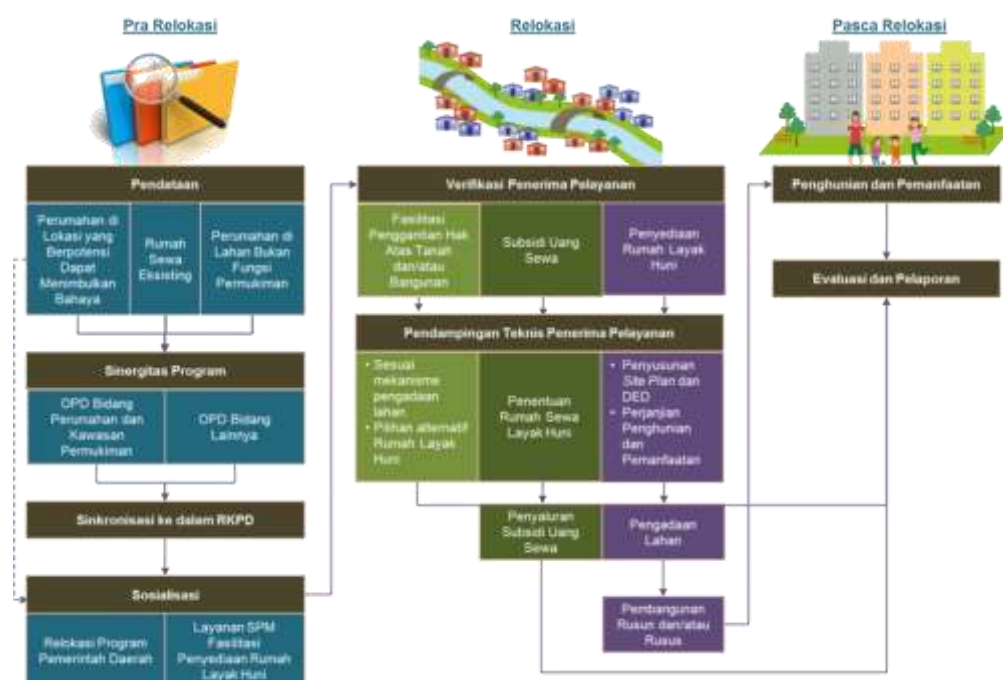 Pra Relokasi
Pendataan
Perumahan di
Lokasi yang
Berpotensi
Dapat
Menimbulkan
Bahaya
Rumah
Sewa
Eksisting
Perumahan di
Lahan Bukan
Fungsi
Permukiman
Sinergitas Program
OPD Bidang
Perumahan dan
Kawasan
Permukiman
OPD Bidang
Lainnya
Sinkronisasi ke dalam RKPD
Sosialisasi
Relokasi Program
Pemerintah Daerah
Layanan SPM
Fasilitasi
Penyediaan Rumah
Layak Huni
Relokasi
Verifikasi Penerima Pelayanan
Fasilitasi
Penggantian Hak
Atas Tanah
dan/atau
Bangunan
Subsidi Uang
Sewa
Penyediaan
Rumah Layak
Huni
Pendampingan Teknis Penerima Pelayanan
• Sesuai
mekanisme
pengadaan
lahan
• Pilihan alternatif
Rumah Layak
Huni
Penentuan
Rumah Sewa
Layak Huni
• Penyusunan
Site Plan dan
DED
• Perjanjian
Penghunian
dan
Pemanfaatan
Penyaluran
Subsidi Uang
Sewa
Pengadaan
Lahan
Pembangunan
Rusun dan/atau
Rusus
Pasca Relokasi
Penghunian dan Pemanfaatan
Evaluasi dan Pelaporan